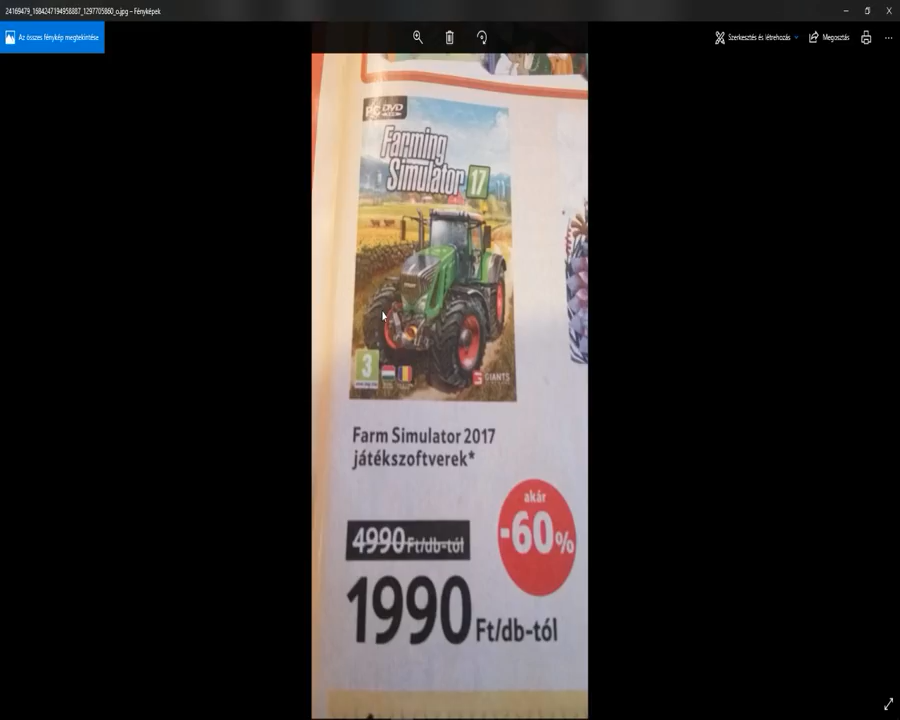 24169479_1684247194958887_1297705860_o.jpg – Fényképek
Az összes fénykép megtekintése
Szerkesztés és létrehozás
Megosztás
PC DVD
Farming
Simulator 17
3
GIANTS
Farm Simulator 2017
játékszoftverek*
akár
-60%
4990 Ft/db-tól
1990 Ft/db-tól